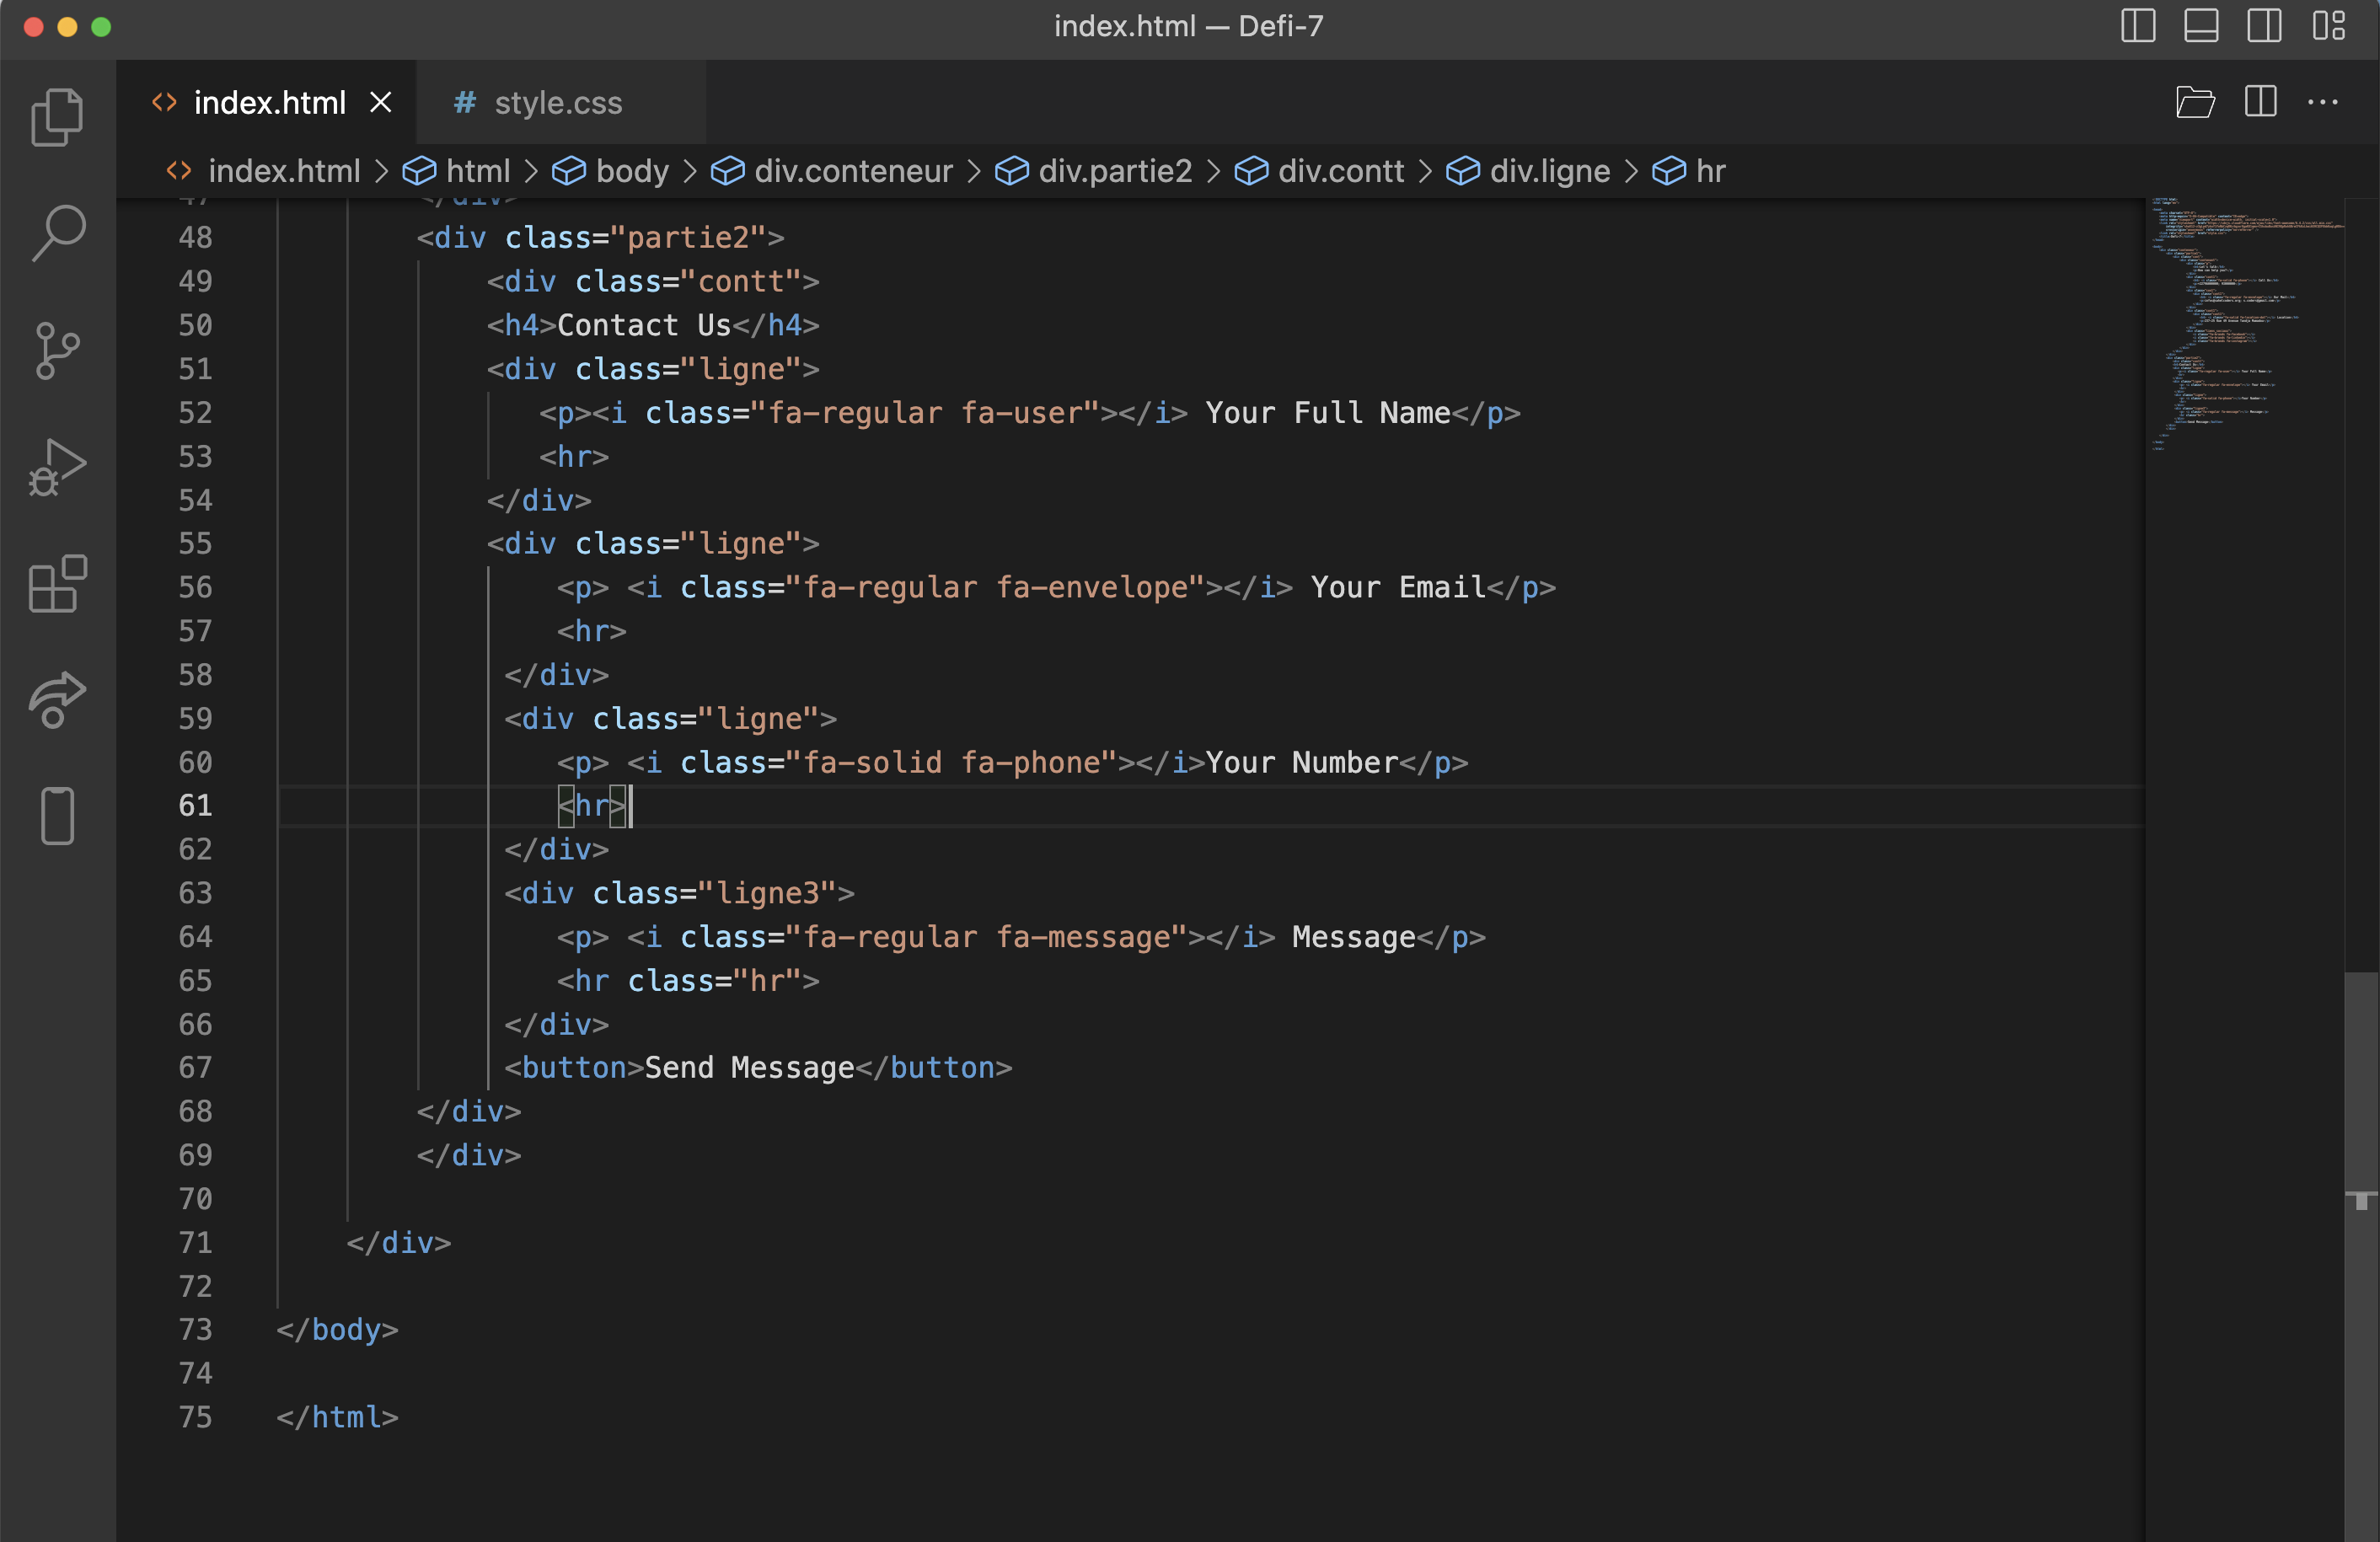 index.html — Defi-7
index.html
# style.css
index.html > html > body > div.conteneur > div.partie2 > div.contt > div.ligne > hr
47 </div>
48 <div class="partie2">
49 <div class="contt">
50 <h4>Contact Us</h4>
51 <div class="ligne">
52 <p><i class="fa-regular fa-user"></i> Your Full Name</p>
53 <hr>
54 </div>
55 <div class="ligne">
56 <p> <i class="fa-regular fa-envelope"></i> Your Email</p>
57 <hr>
58 </div>
59 <div class="ligne">
60 <p> <i class="fa-solid fa-phone"></i>Your Number</p>
61 <hr>
62 </div>
63 <div class="ligne3">
64 <p> <i class="fa-regular fa-message"></i> Message</p>
65 <hr class="hr">
66 </div>
67 <button>Send Message</button>
68 </div>
69 </div>
70
71 </div>
72
73 </body>
74
75 </html>